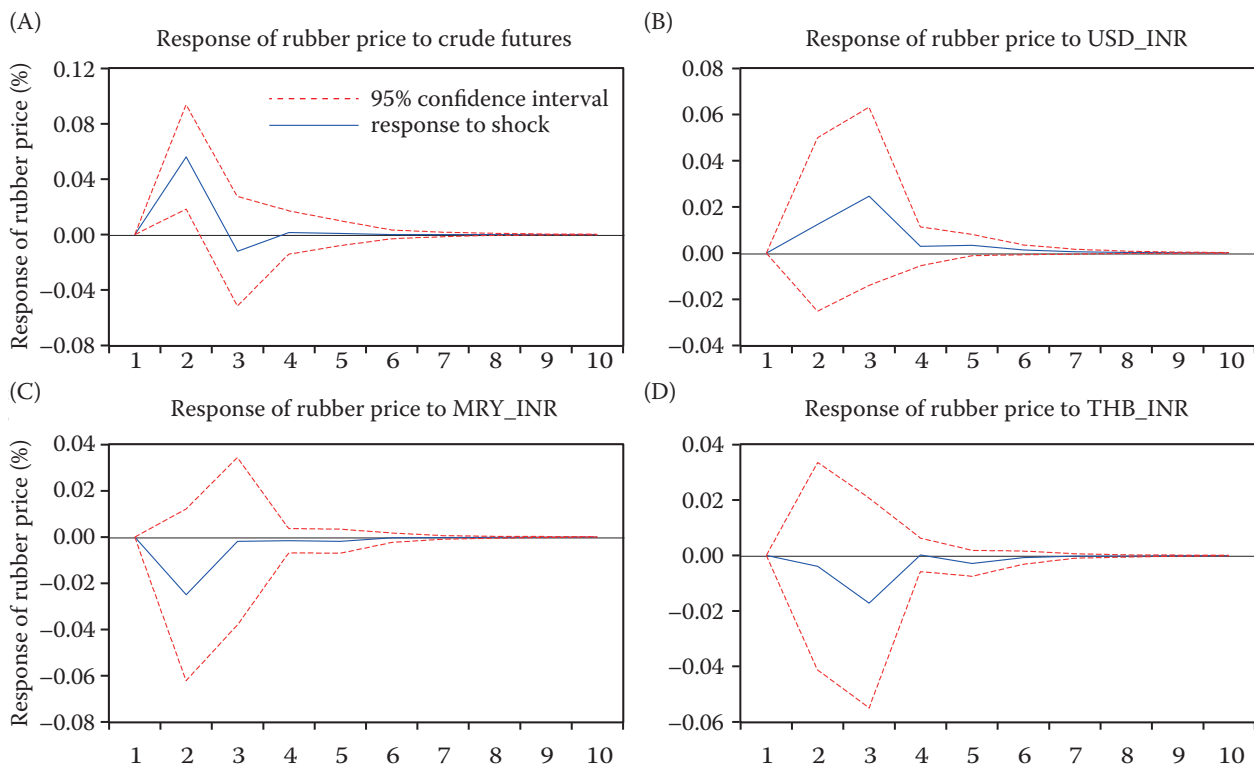 (A)
Response of rubber price to crude futures
Response of rubber price (%)
0.12
0.08
0.04
0.00
–0.04
–0.08
95% confidence interval
response to shock
1 2 3 4 5 6 7 8 9 10
(B)
Response of rubber price to USD_INR
0.08
0.06
0.04
0.02
0.00
–0.02
–0.04
1 2 3 4 5 6 7 8 9 10
(C)
Response of rubber price to MRY_INR
Response of rubber price (%)
0.04
0.02
0.00
–0.02
–0.04
–0.06
–0.08
1 2 3 4 5 6 7 8 9 10
(D)
Response of rubber price to THB_INR
0.04
0.02
0.00
–0.02
–0.04
–0.06
1 2 3 4 5 6 7 8 9 10